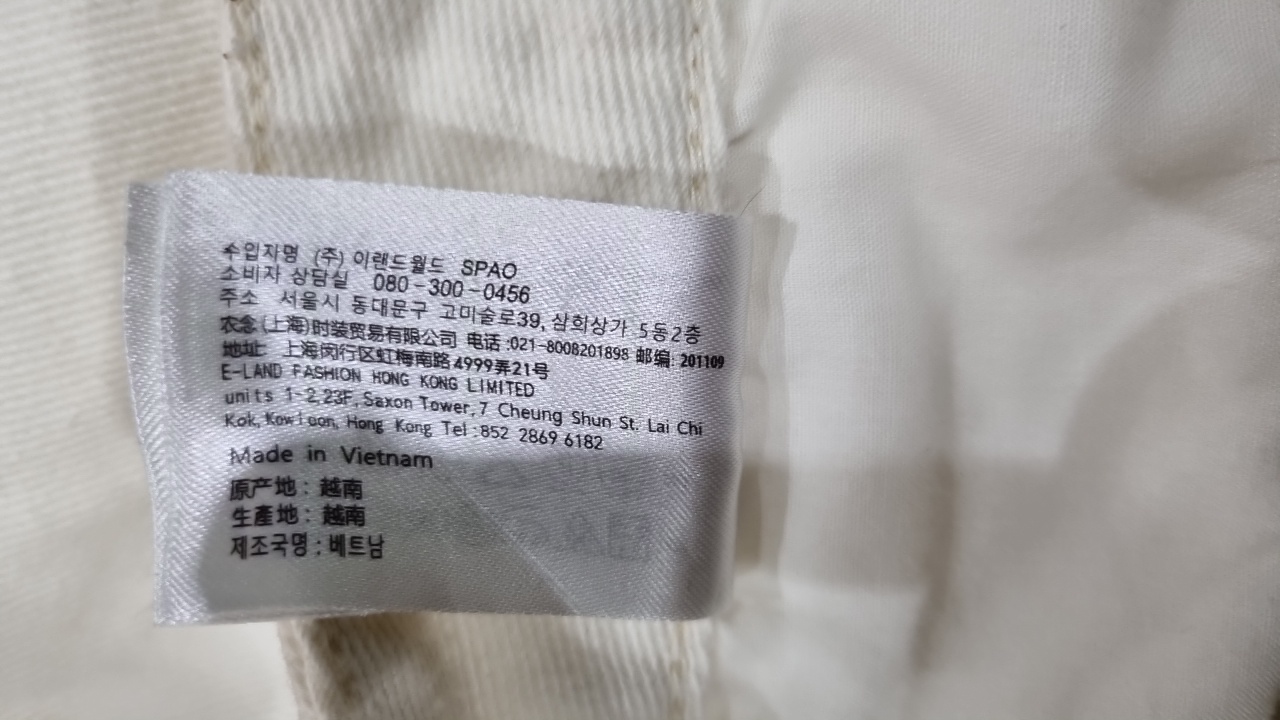 수입자명 (주) 이랜드월드 SPAO
소비자 상담실 080-300-0456
주소 서울시 동대문구 고미술로39, 삼희상가 5동2층
农念(上海)时装贸易有限公司 电话:021-8008201898 邮编: 201109
地址: 上海闵行区虹梅南路4999弄21号
E-LAND FASHION HONG KONG LIMITED
units 1-2,23F, Saxon Tower,7 Cheung Shun St. Lai Chi
Kok, Kowloon, Hong Kong Tel:852 2869 6182
Made in Vietnam
原产地: 越南
生產地: 越南
제조국명 : 베트남